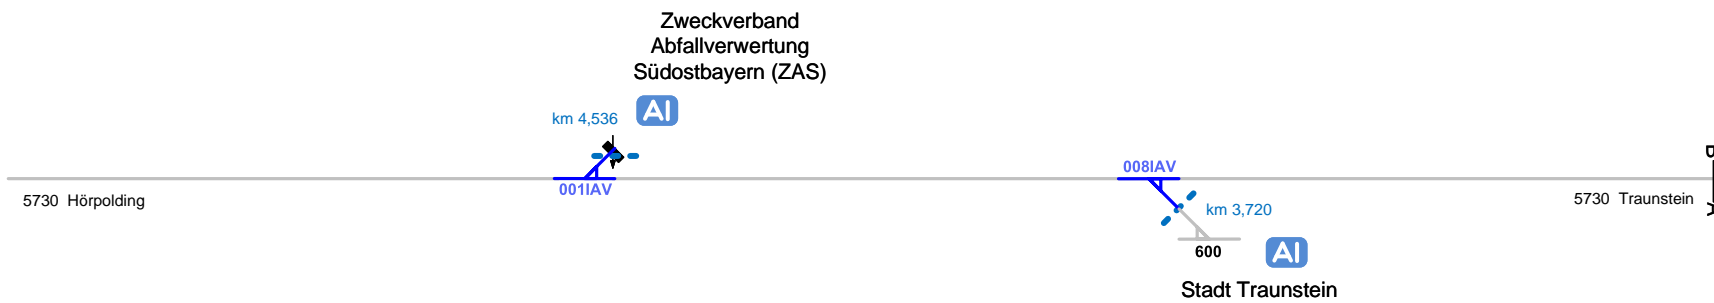 Zweckverband
Abfallverwertung
Südostbayern (ZAS)
AI
km 4,536
001IAV
008IAV
5730 Hörpolding
5730 Traunstein
km 3,720
600
AI
Stadt Traunstein
A